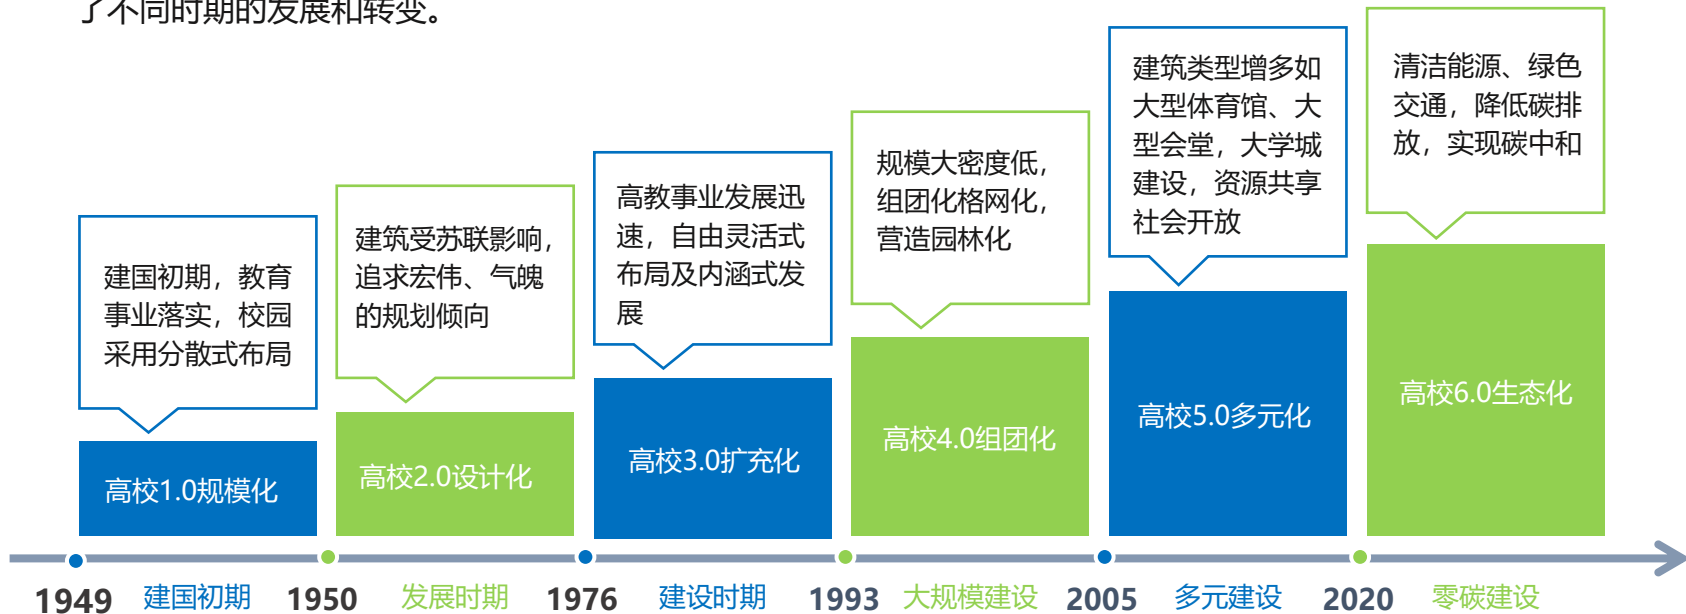 了不同时期的发展和转变。
建国初期，教育
事业落实，校园
采用分散式布局
建筑受苏联影响，
追求宏伟、气魄
的规划倾向
高教事业发展迅
速，自由灵活式
布局及内涵式发
展
规模大密度低，
组团化格网化，
营造园林化
建筑类型增多如
大型体育馆、大
型会堂，大学城
建设，资源共享
社会开放
清洁能源、绿色
交通，降低碳排
放，实现碳中和
高校1.0规模化
高校2.0设计化
高校3.0扩充化
高校4.0组团化
高校5.0多元化
高校6.0生态化
1949 建国初期 1950 发展时期 1976 建设时期 1993 大规模建设 2005 多元建设 2020 零碳建设